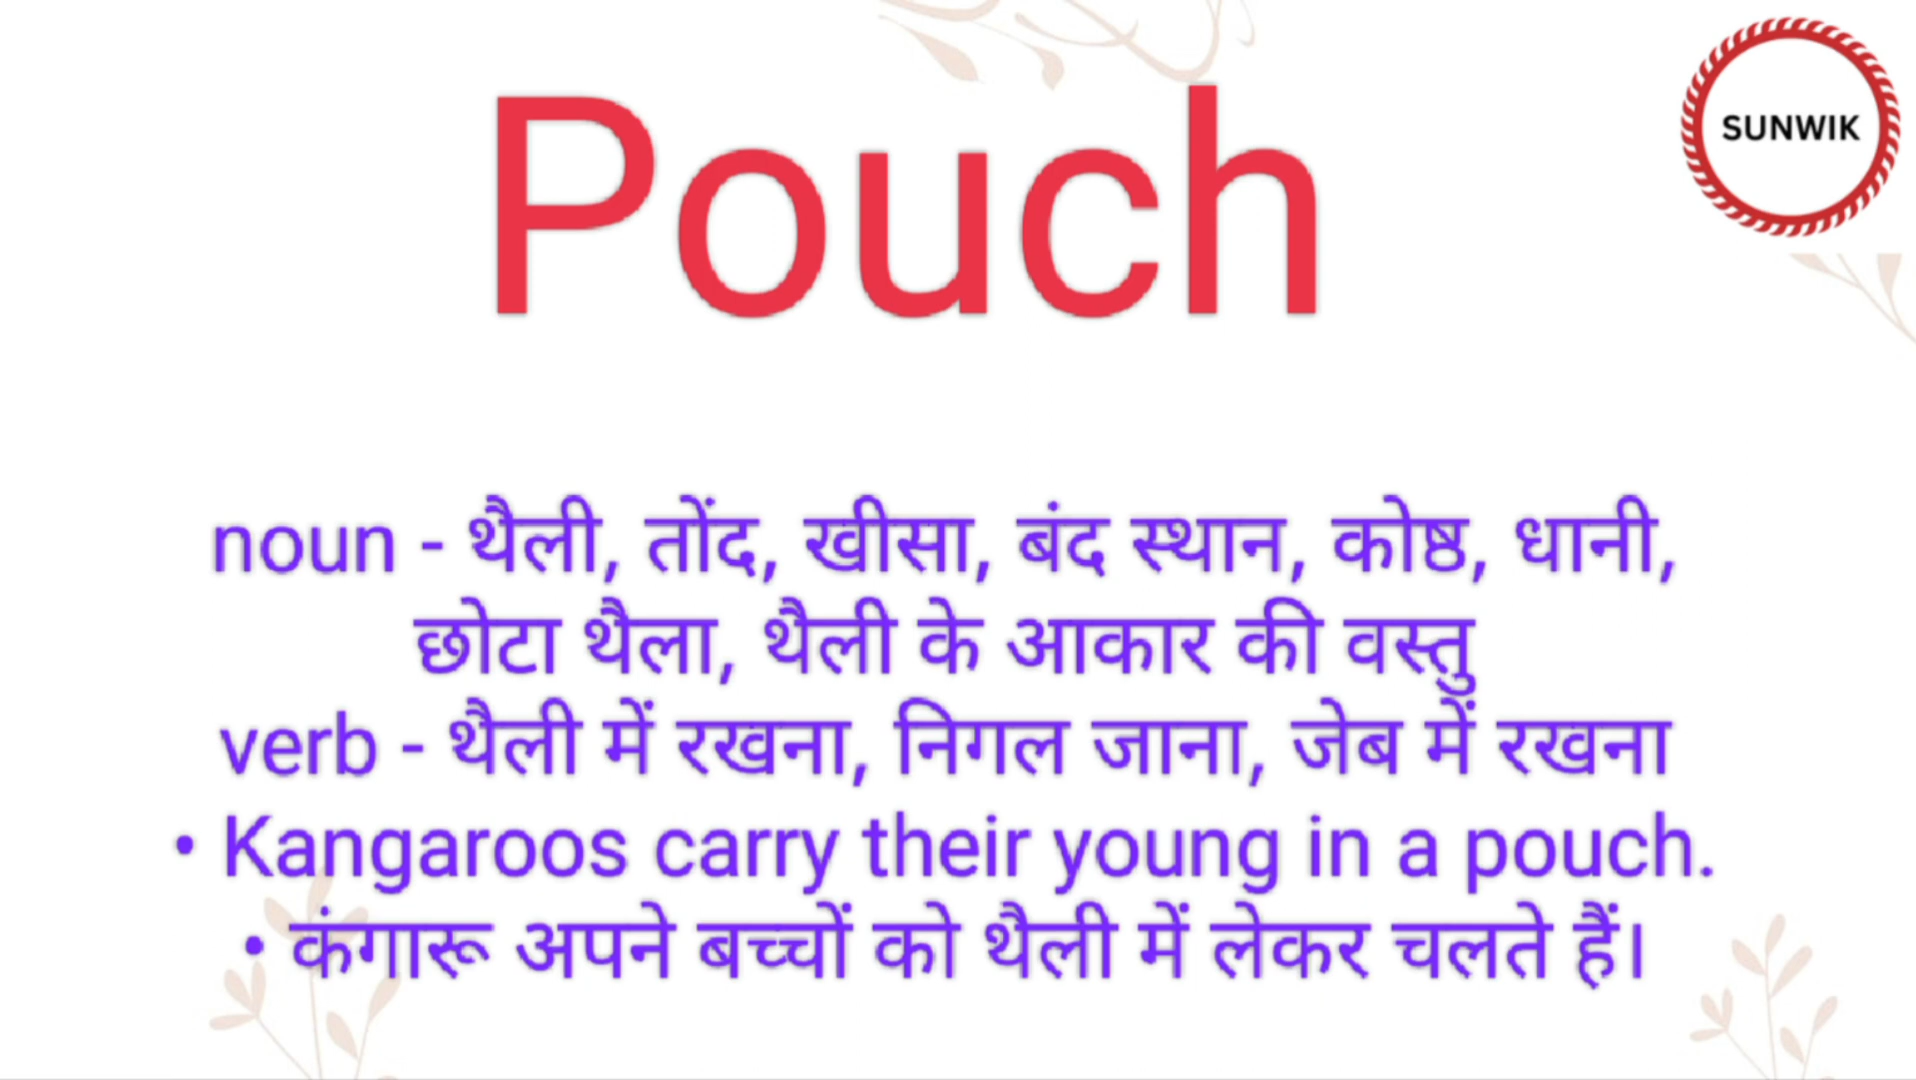 SUNWIK
Pouch
noun - थैली, तोंद, खीसा, बंद स्थान, कोष्ठ, धानी,
छोटा थैला, थैली के आकार की वस्तु
verb - थैली में रखना, निगल जाना, जेब में रखना
• Kangaroos carry their young in a pouch.
• कंगारू अपने बच्चों को थैली में लेकर चलते हैं।